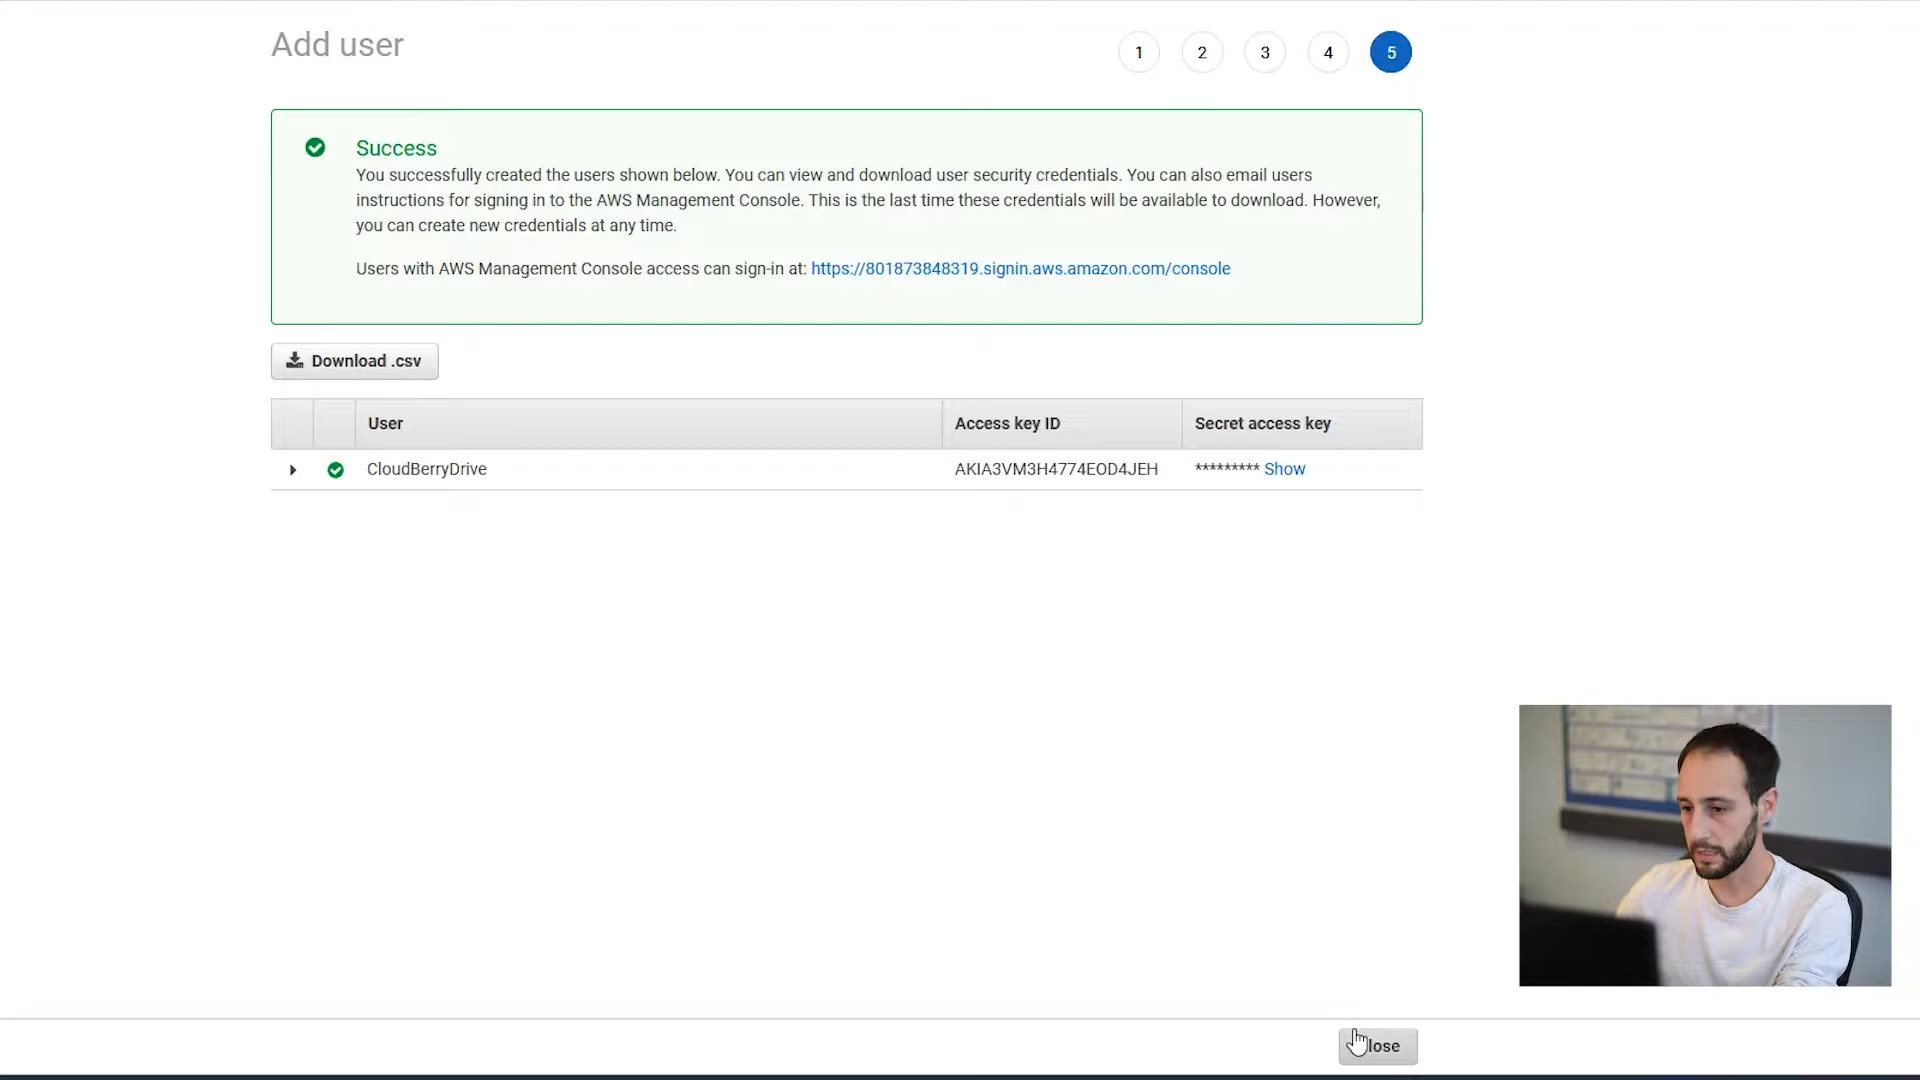 Add user
1 2 3 4 5
Success
You successfully created the users shown below. You can view and download user security credentials. You can also email users
instructions for signing in to the AWS Management Console. This is the last time these credentials will be available to download. However,
you can create new credentials at any time.
Users with AWS Management Console access can sign-in at: https://801873848319.signin.aws.amazon.com/console
Download .csv
User Access key ID Secret access key
CloudBerryDrive AKIA3VM3H4774EOD4JEH ********* Show
lose